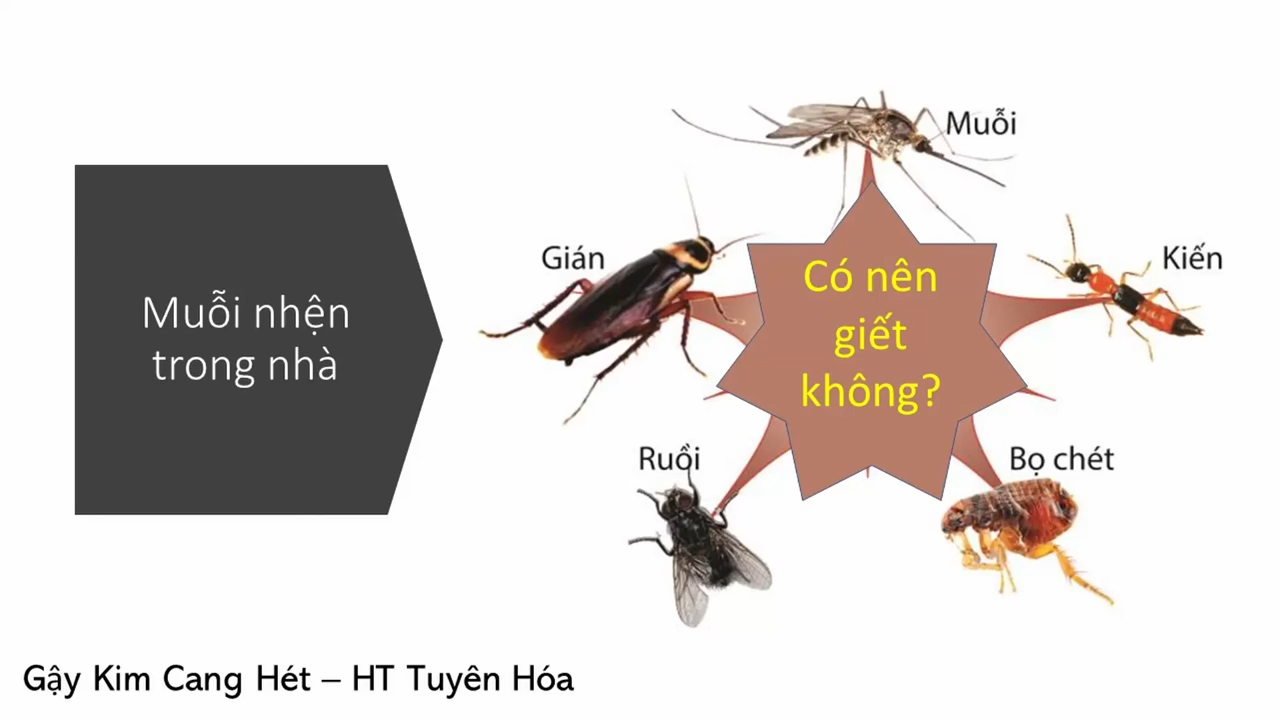 Muỗi nhện
trong nhà
Muỗi
Gián
Kiến
Có nên
giết
không?
Ruồi
Bọ chét
Gậy Kim Cang Hét – HT Tuyên Hóa